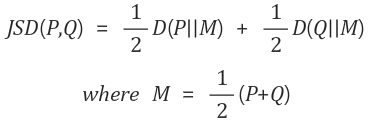 JSD(P,Q) = 1/2 D(P||M) + 1/2 D(Q||M)
where M = 1/2 (P+Q)